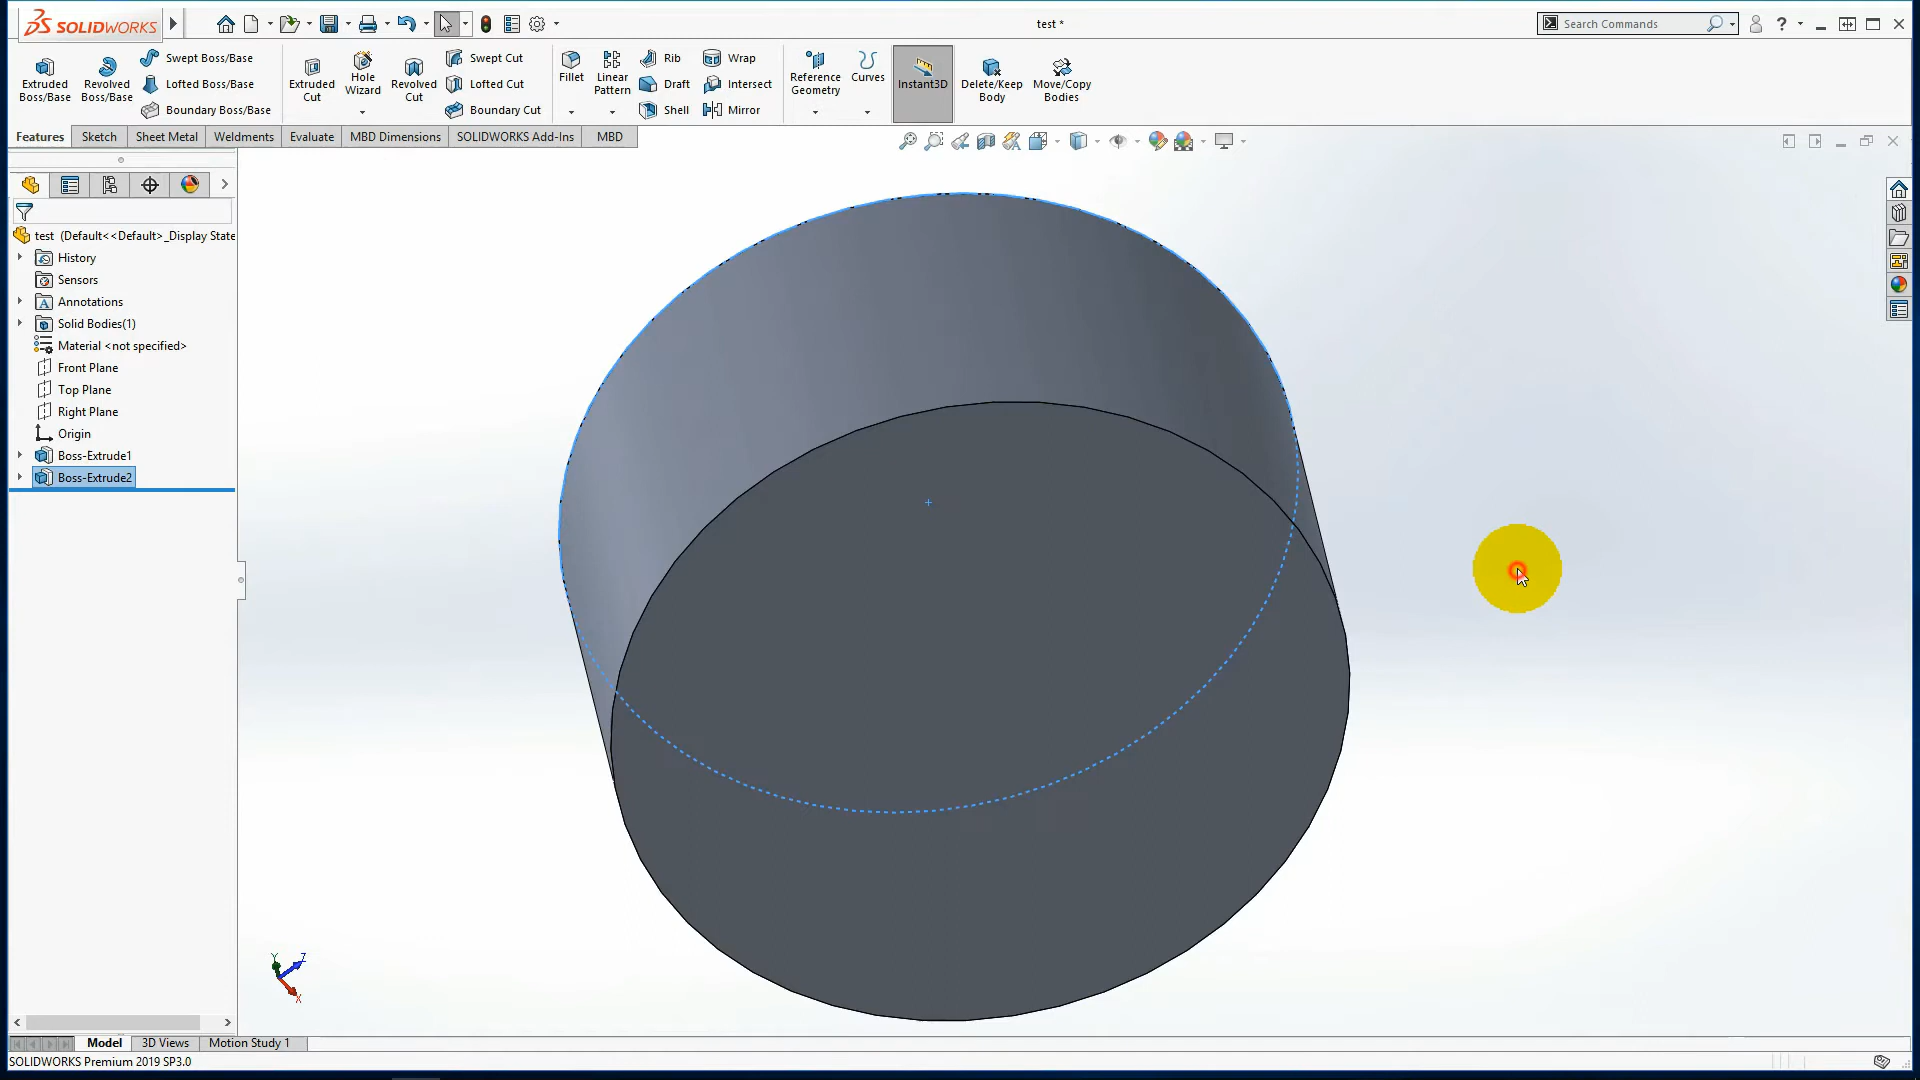 SOLIDWORKS
test *
Search Commands
?
Extruded Boss/Base
Revolved Boss/Base
Swept Boss/Base
Lofted Boss/Base
Boundary Boss/Base
Extruded Cut
Hole Wizard
Revolved Cut
Swept Cut
Lofted Cut
Boundary Cut
Fillet
Linear Pattern
Rib
Draft
Shell
Wrap
Intersect
Mirror
Reference Geometry
Curves
Instant3D
Delete/Keep Body
Move/Copy Bodies
Features
Sketch
Sheet Metal
Weldments
Evaluate
MBD Dimensions
SOLIDWORKS Add-Ins
MBD
test (Default<<Default>_Display State
History
Sensors
Annotations
Solid Bodies(1)
Material <not specified>
Front Plane
Top Plane
Right Plane
Origin
Boss-Extrude1
Boss-Extrude2
Y
Z
X
Model
3D Views
Motion Study 1
SOLIDWORKS Premium 2019 SP3.0